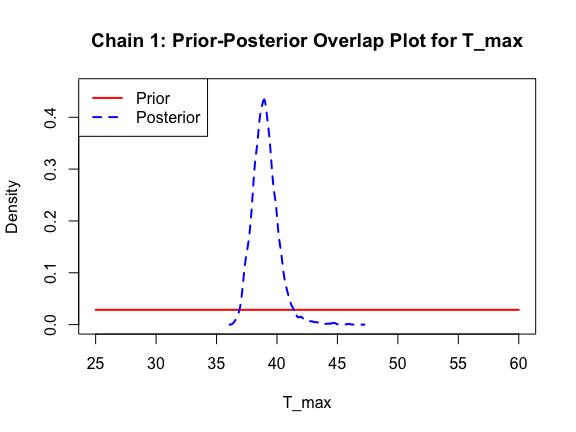 Chain 1: Prior-Posterior Overlap Plot for T_max
Prior
Posterior
Density
0.4
0.3
0.2
0.1
0.0
25 30 35 40 45 50 55 60
T_max